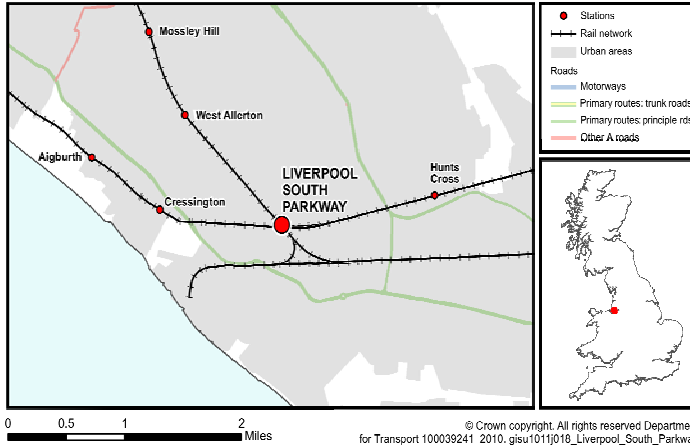 Mossley Hill
West Allerton
Aigburth
Cressington
LIVERPOOL
SOUTH
PARKWAY
Hunts
Cross
Stations
Rail network
Urban areas
Roads
Motorways
Primary routes: trunk roads
Primary routes: principle rds
Other A roads
0 0.5 1 2
Miles
© Crown copyright. All rights reserved
for Transport 100039241 2010. gisu1011j018_Liverpool_South_Parkwa